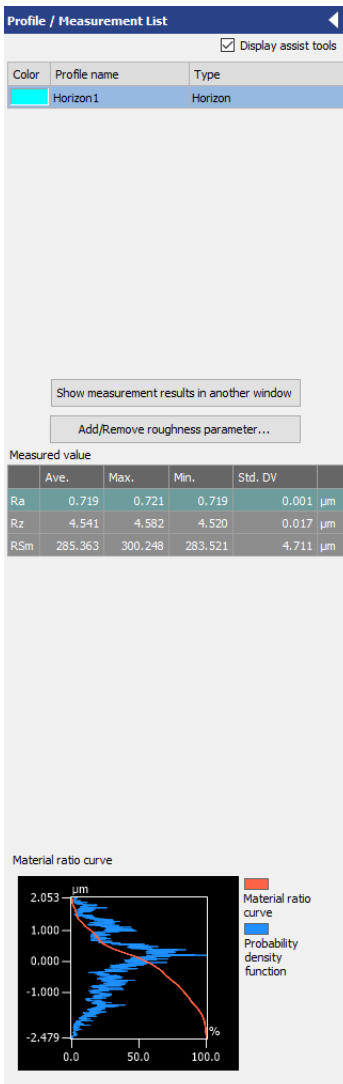 Profile / Measurement List
Display assist tools
Color Profile name Type
Horizon1 Horizon
Show measurement results in another window
Add/Remove roughness parameter...
Measured value
Ave. Max. Min. Std. DV
Ra 0.719 0.721 0.719 0.001 µm
Rz 4.541 4.582 4.520 0.017 µm
RSm 285.363 300.248 283.521 4.711 µm
Material ratio curve
µm
2.053
1.000
0.000
-1.000
-2.479
%
0.0 50.0 100.0
Material ratio
curve
Probability
density
function